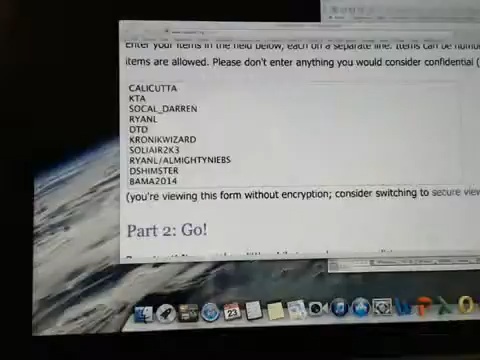 Enter your items in the field below, each on a separate line. Items can be
items are allowed. Please don't enter anything you would consider confidential (
CALICUTTA
KTA
SOCAL_DARREN
RYANL
DTD
KRONIKWIZARD
SOLIAIR2K3
RYANL/ALMIGHTYNIEBS
DSHIMSTER
BAMA2014
(you're viewing this form without encryption; consider switching to secure
Part 2: Go!
23